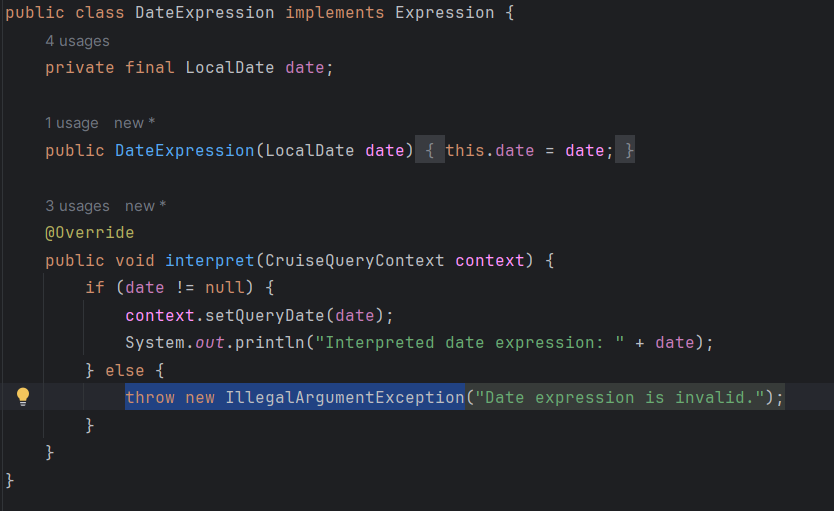 public class DateExpression implements Expression {
4 usages
private final LocalDate date;
1 usage new *
public DateExpression(LocalDate date) { this.date = date; }
3 usages new *
@Override
public void interpret(CruiseQueryContext context) {
if (date != null) {
context.setQueryDate(date);
System.out.println("Interpreted date expression: " + date);
} else {
throw new IllegalArgumentException("Date expression is invalid.");
}
}
}